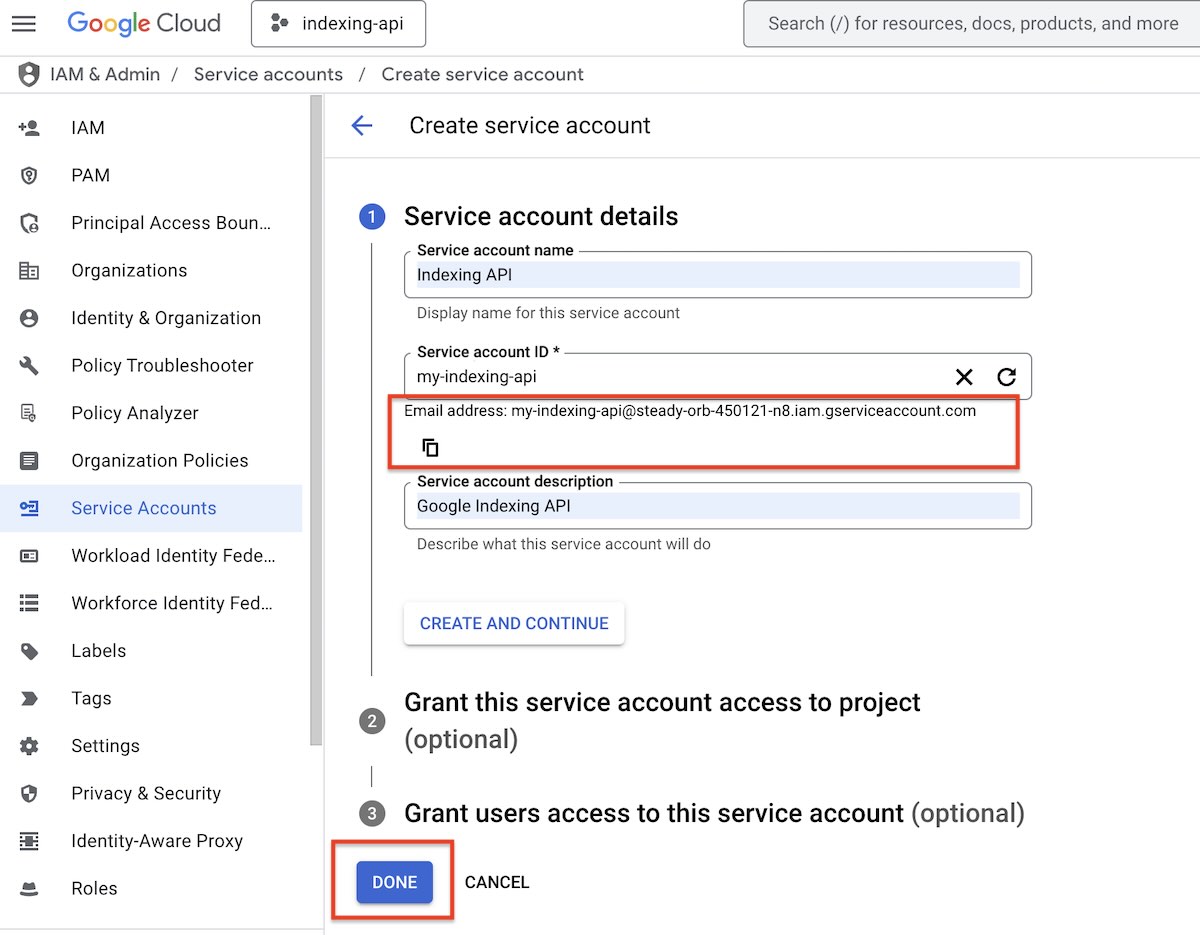 Google Cloud
indexing-api
Search (/) for resources, docs, products, and more
IAM & Admin / Service accounts / Create service account
IAM
PAM
Principal Access Boun...
Organizations
Identity & Organization
Policy Troubleshooter
Policy Analyzer
Organization Policies
Service Accounts
Workload Identity Fede...
Workforce Identity Fed...
Labels
Tags
Settings
Privacy & Security
Identity-Aware Proxy
Roles
Create service account
1 Service account details
Service account name
Indexing API
Display name for this service account
Service account ID *
my-indexing-api
Email address: my-indexing-api@steady-orb-450121-n8.iam.gserviceaccount.com
Service account description
Google Indexing API
Describe what this service account will do
CREATE AND CONTINUE
2 Grant this service account access to project
(optional)
3 Grant users access to this service account (optional)
DONE CANCEL